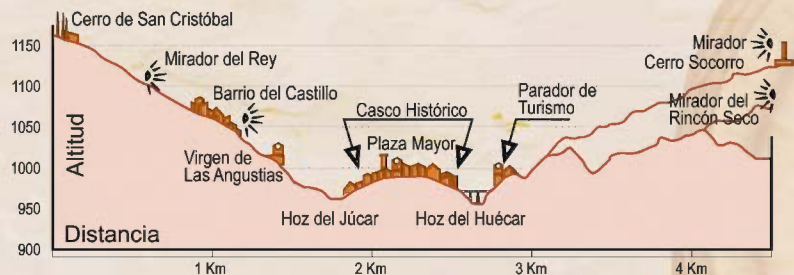 Cerro de San Cristóbal
Mirador del Rey
Barrio del Castillo
Virgen de
Las Angustias
Casco Histórico
Plaza Mayor
Parador de
Turismo
Mirador
Cerro Socorro
Mirador del
Rincón Seco
Hoz del Júcar
Hoz del Huécar
Altitud
1150
1100
1050
1000
950
900
Distancia
1 Km
2 Km
3 Km
4 Km